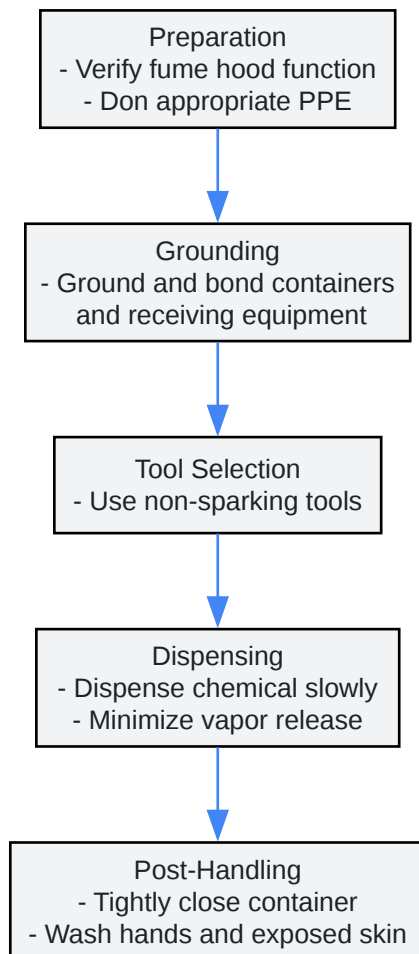 Preparation
- Verify fume hood function
- Don appropriate PPE
Grounding
- Ground and bond containers
and receiving equipment
Tool Selection
- Use non-sparking tools
Dispensing
- Dispense chemical slowly
- Minimize vapor release
Post-Handling
- Tightly close container
- Wash hands and exposed skin